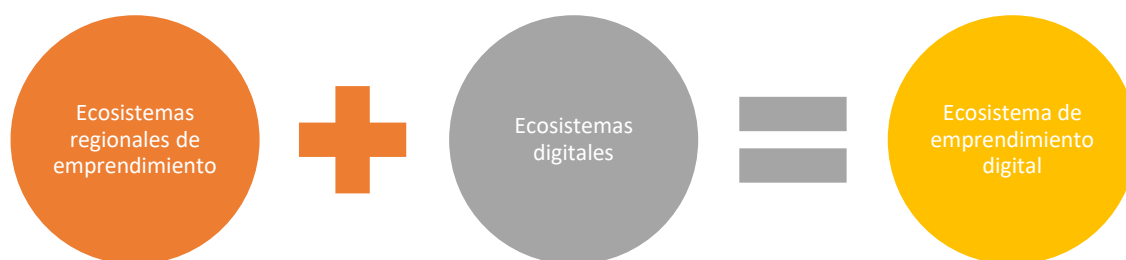 Ecosistemas
regionales de
emprendimiento
Ecosistemas
digitales
Ecosistema de
emprendimiento
digital